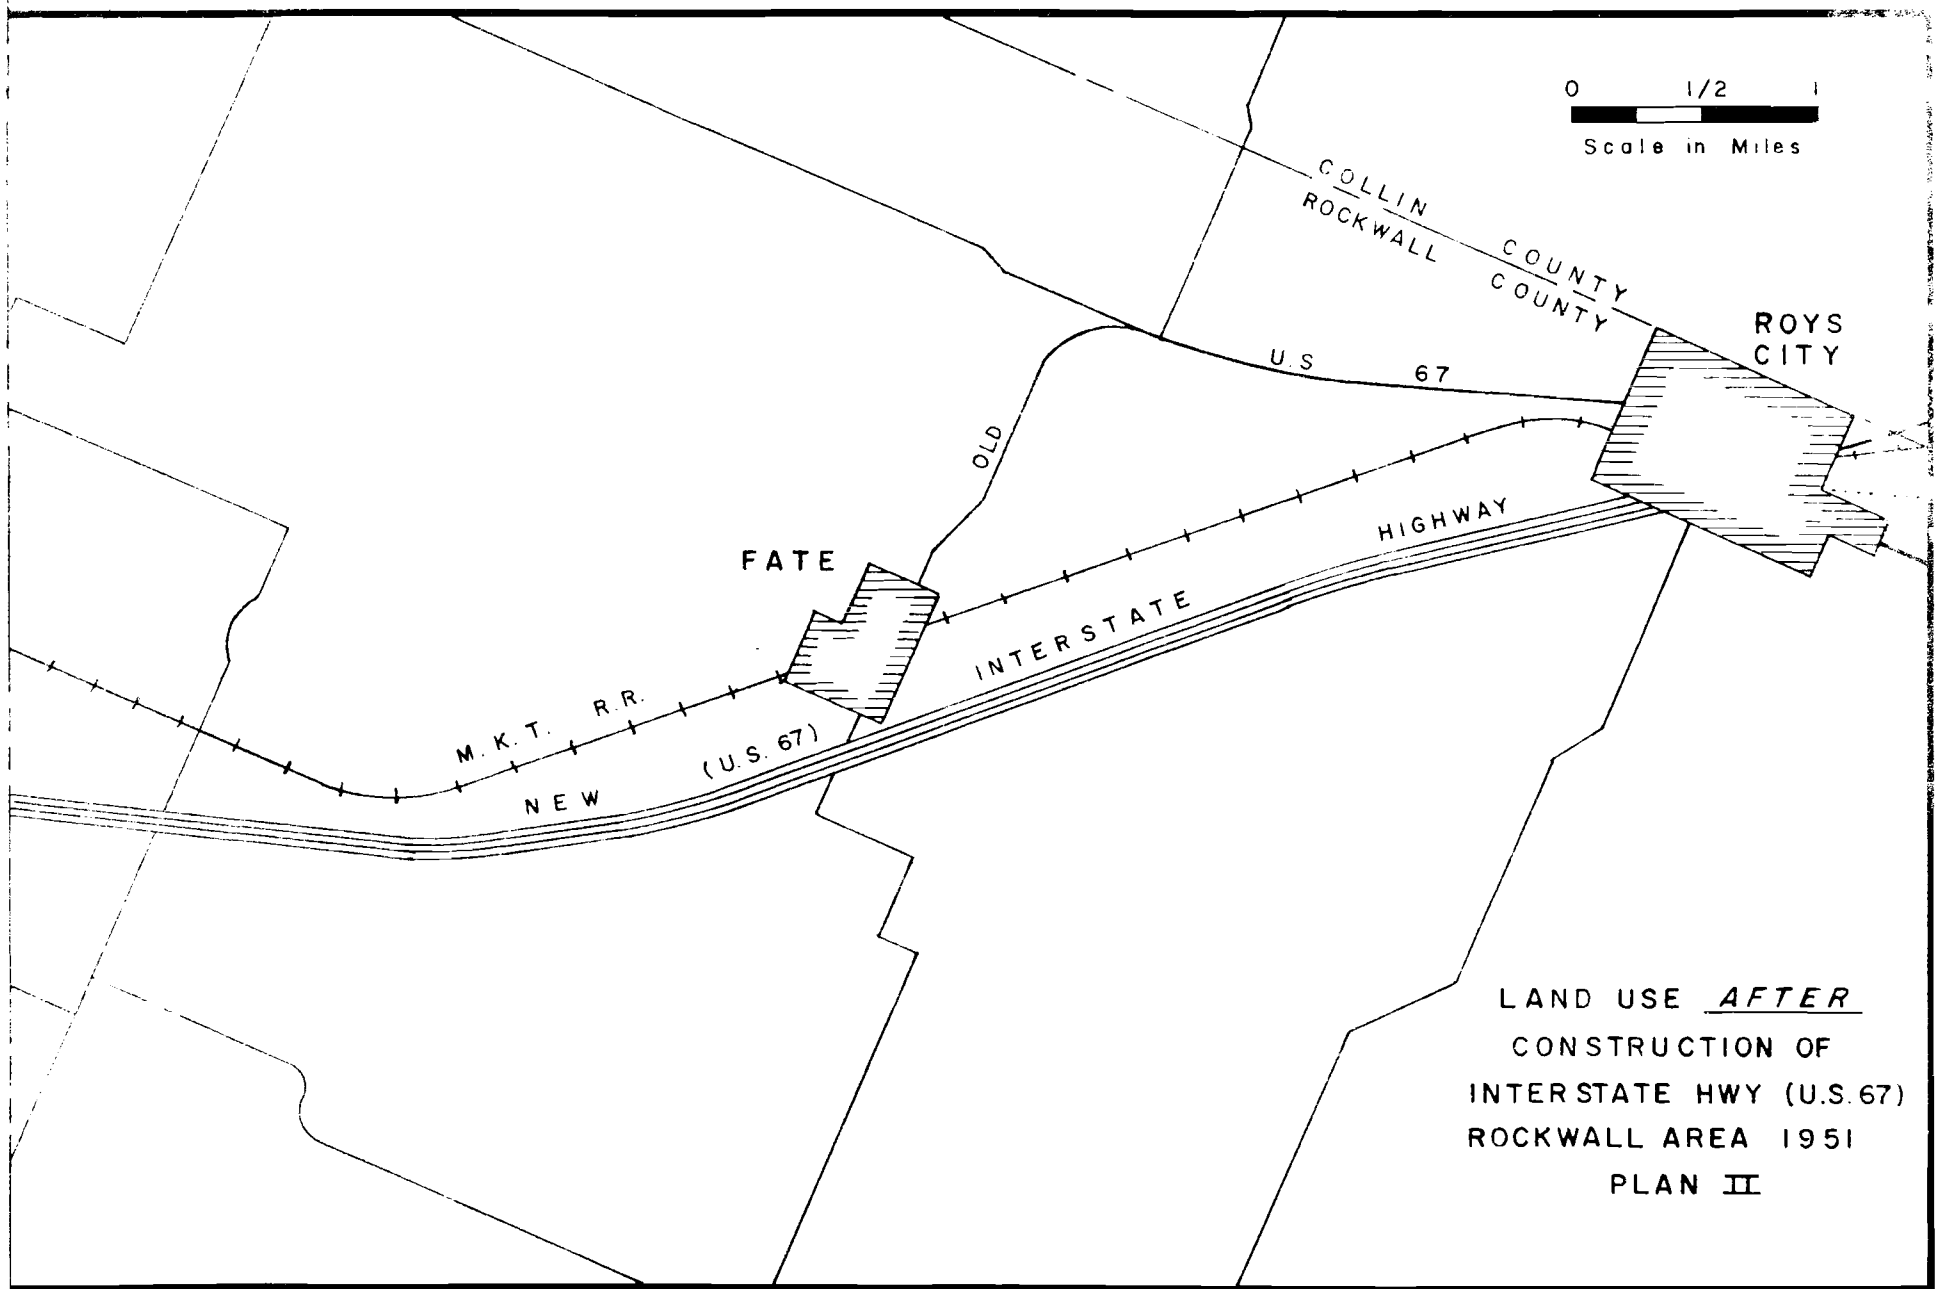 0 1/2 1
Scale in Miles
COLLIN COUNTY
ROCKWALL COUNTY
ROYS
CITY
U.S 67
OLD
HIGHWAY
FATE
INTERSTATE
M.K.T. R.R.
(U.S. 67)
NEW
LAND USE AFTER
CONSTRUCTION OF
INTERSTATE HWY (U.S. 67)
ROCKWALL AREA 1951
PLAN II